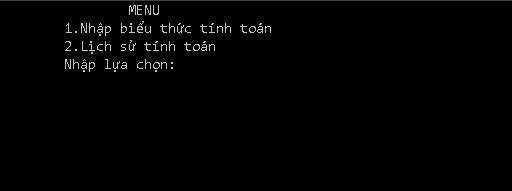 MENU
1.Nhập biểu thức tính toán
2.Lịch sử tính toán
Nhập lựa chọn: